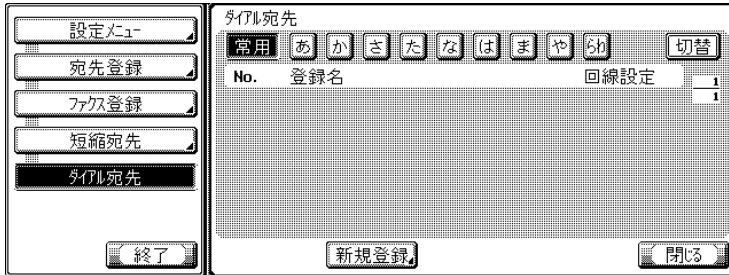 設定ﾒﾆｭｰ
宛先登録
ﾌｧｸｽ登録
短縮宛先
ﾀﾞｲｱﾙ宛先
終了
ﾀﾞｲｱﾙ宛先
常用 あ か さ た な は ま や らわ 切替
No. 登録名 回線設定
1
1
新規登録 閉じる